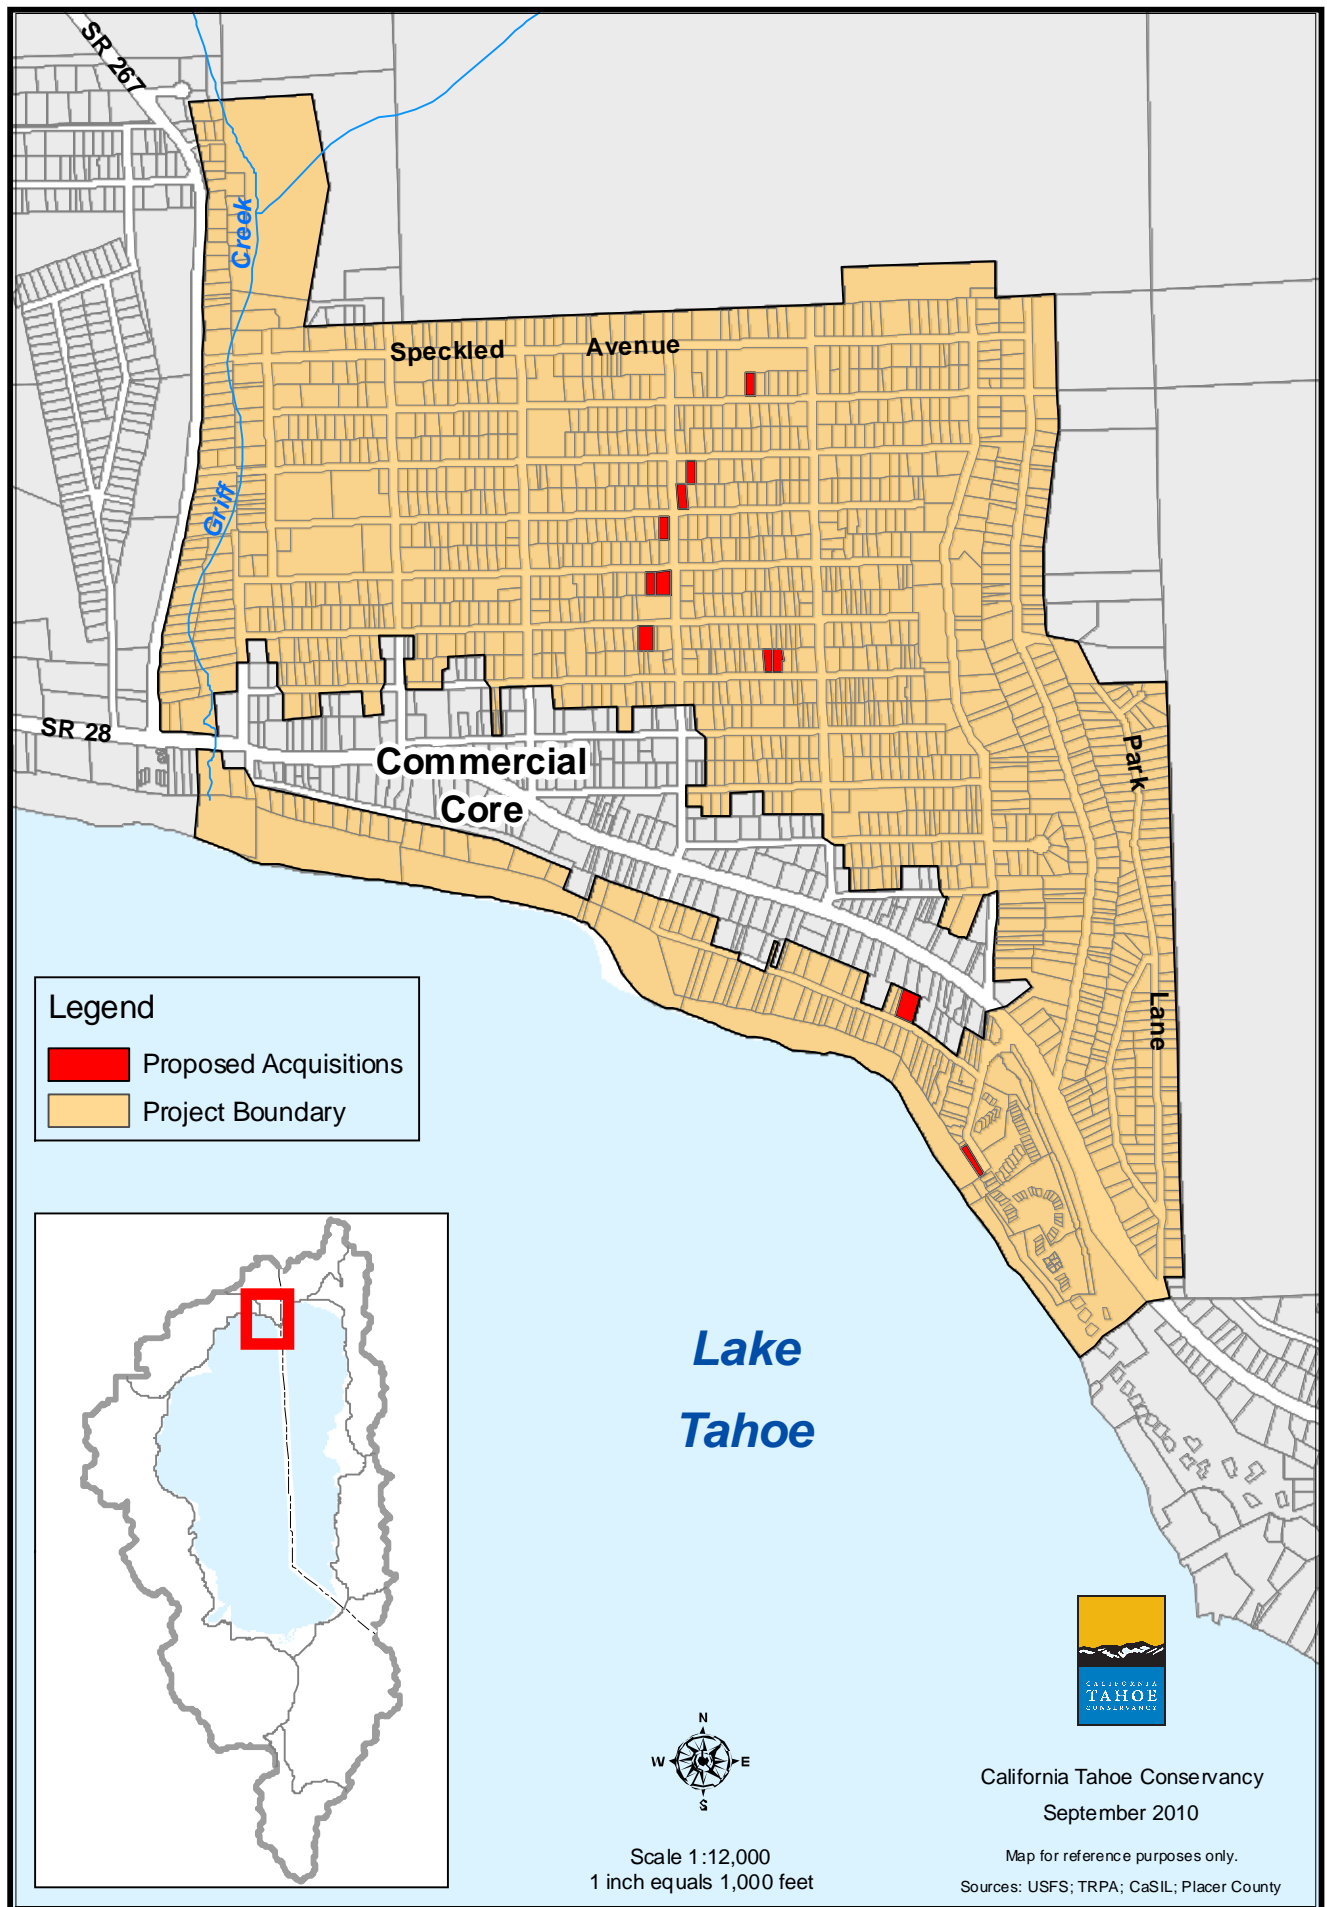 SR 267
Creek
Speckled Avenue
Griff
SR 28
Commercial
Core
Park
Lane
Legend
Proposed Acquisitions
Project Boundary
Lake
Tahoe
CALIFORNIA
TAHOE
CONSERVANCY
N
W E
S
California Tahoe Conservancy
September 2010
Scale 1:12,000
1 inch equals 1,000 feet
Map for reference purposes only.
Sources: USFS; TRPA; CaSIL; Placer County